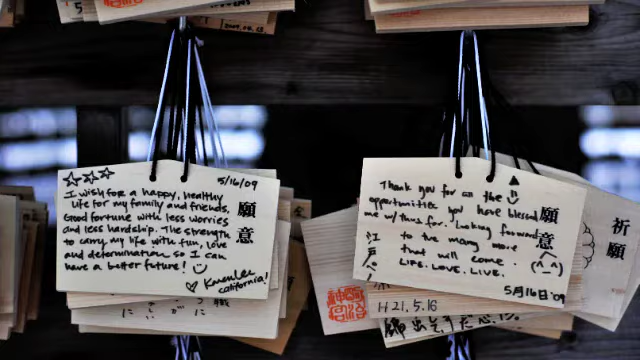 5/16/09
I wish for a happy, healthy
life for my family and friends,
Good fortune with less worries
and less hardship. The strength
to carry my life with fun, love
and determination so I can
have a better future!
Karen Lee
California!
願意
Thank you for all the
opportunities you have blessed
me w/ thus far. Looking forward
to the many more
that will come.
LIFE. LOVE. LIVE.
(^_^)
5月16日'09
願意
江戸
祈願
H21.5.16